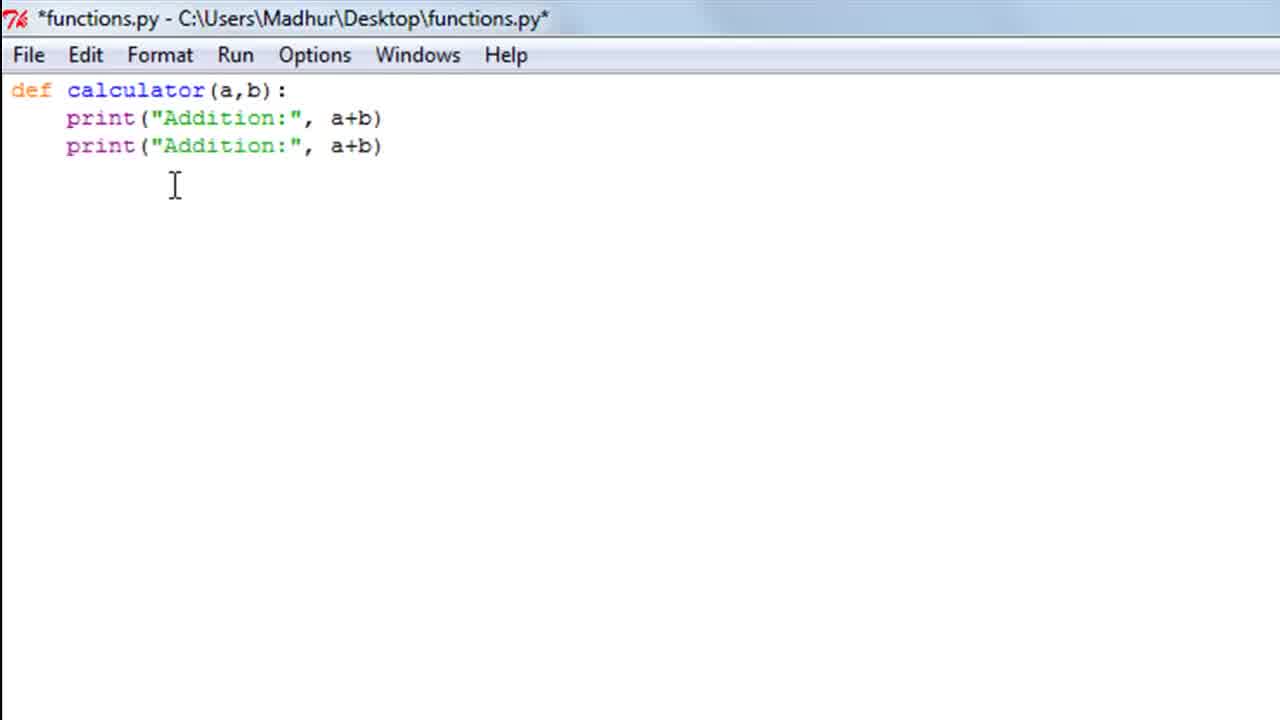 *functions.py - C:\Users\Madhur\Desktop\functions.py*
File Edit Format Run Options Windows Help
def calculator(a,b):
    print("Addition:", a+b)
    print("Addition:", a+b)